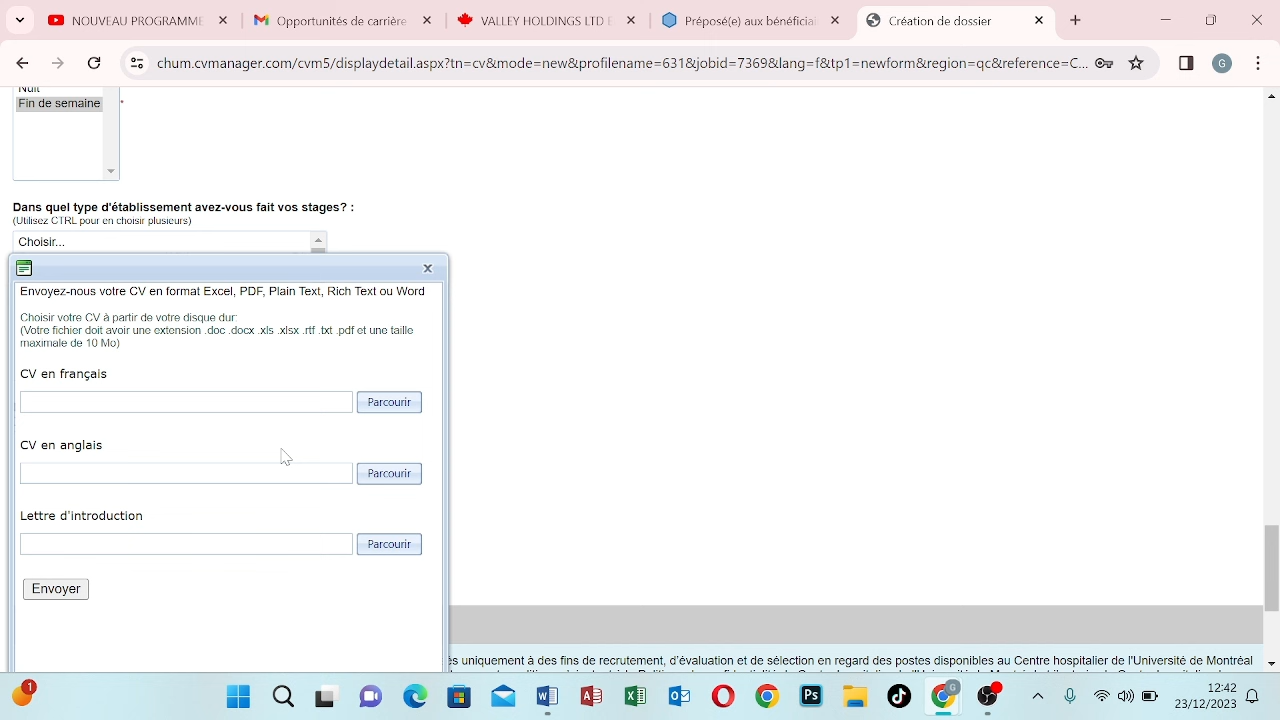 NOUVEAU PROGRAMME
Opportunités de carrière
VALLEY HOLDINGS LTD E
Préposé(e) aux bénéficiai
Création de dossier
chum.cvmanager.com/cvm5/displaydetail.aspx?tn=cv&mode=new&profilename=631&jobid=7369&lang=f&tp1=newform&region=qc&reference=C...
G
Nuit
Fin de semaine
*
Dans quel type d'établissement avez-vous fait vos stages? :
(Utilisez CTRL pour en choisir plusieurs)
Choisir...
Envoyez-nous votre CV en format Excel, PDF, Plain Text, Rich Text ou Word
Choisir votre CV à partir de votre disque dur:
(Votre fichier doit avoir une extension .doc .docx .xls .xlsx .rtf .txt .pdf et une taille
maximale de 10 Mo)
CV en français
Parcourir
CV en anglais
Parcourir
Lettre d'introduction
Parcourir
Envoyer
és uniquement à des fins de recrutement, d'évaluation et de sélection en regard des postes disponibles au Centre hospitalier de l'Université de Montréal
1
Ps
G
12:42
23/12/2023